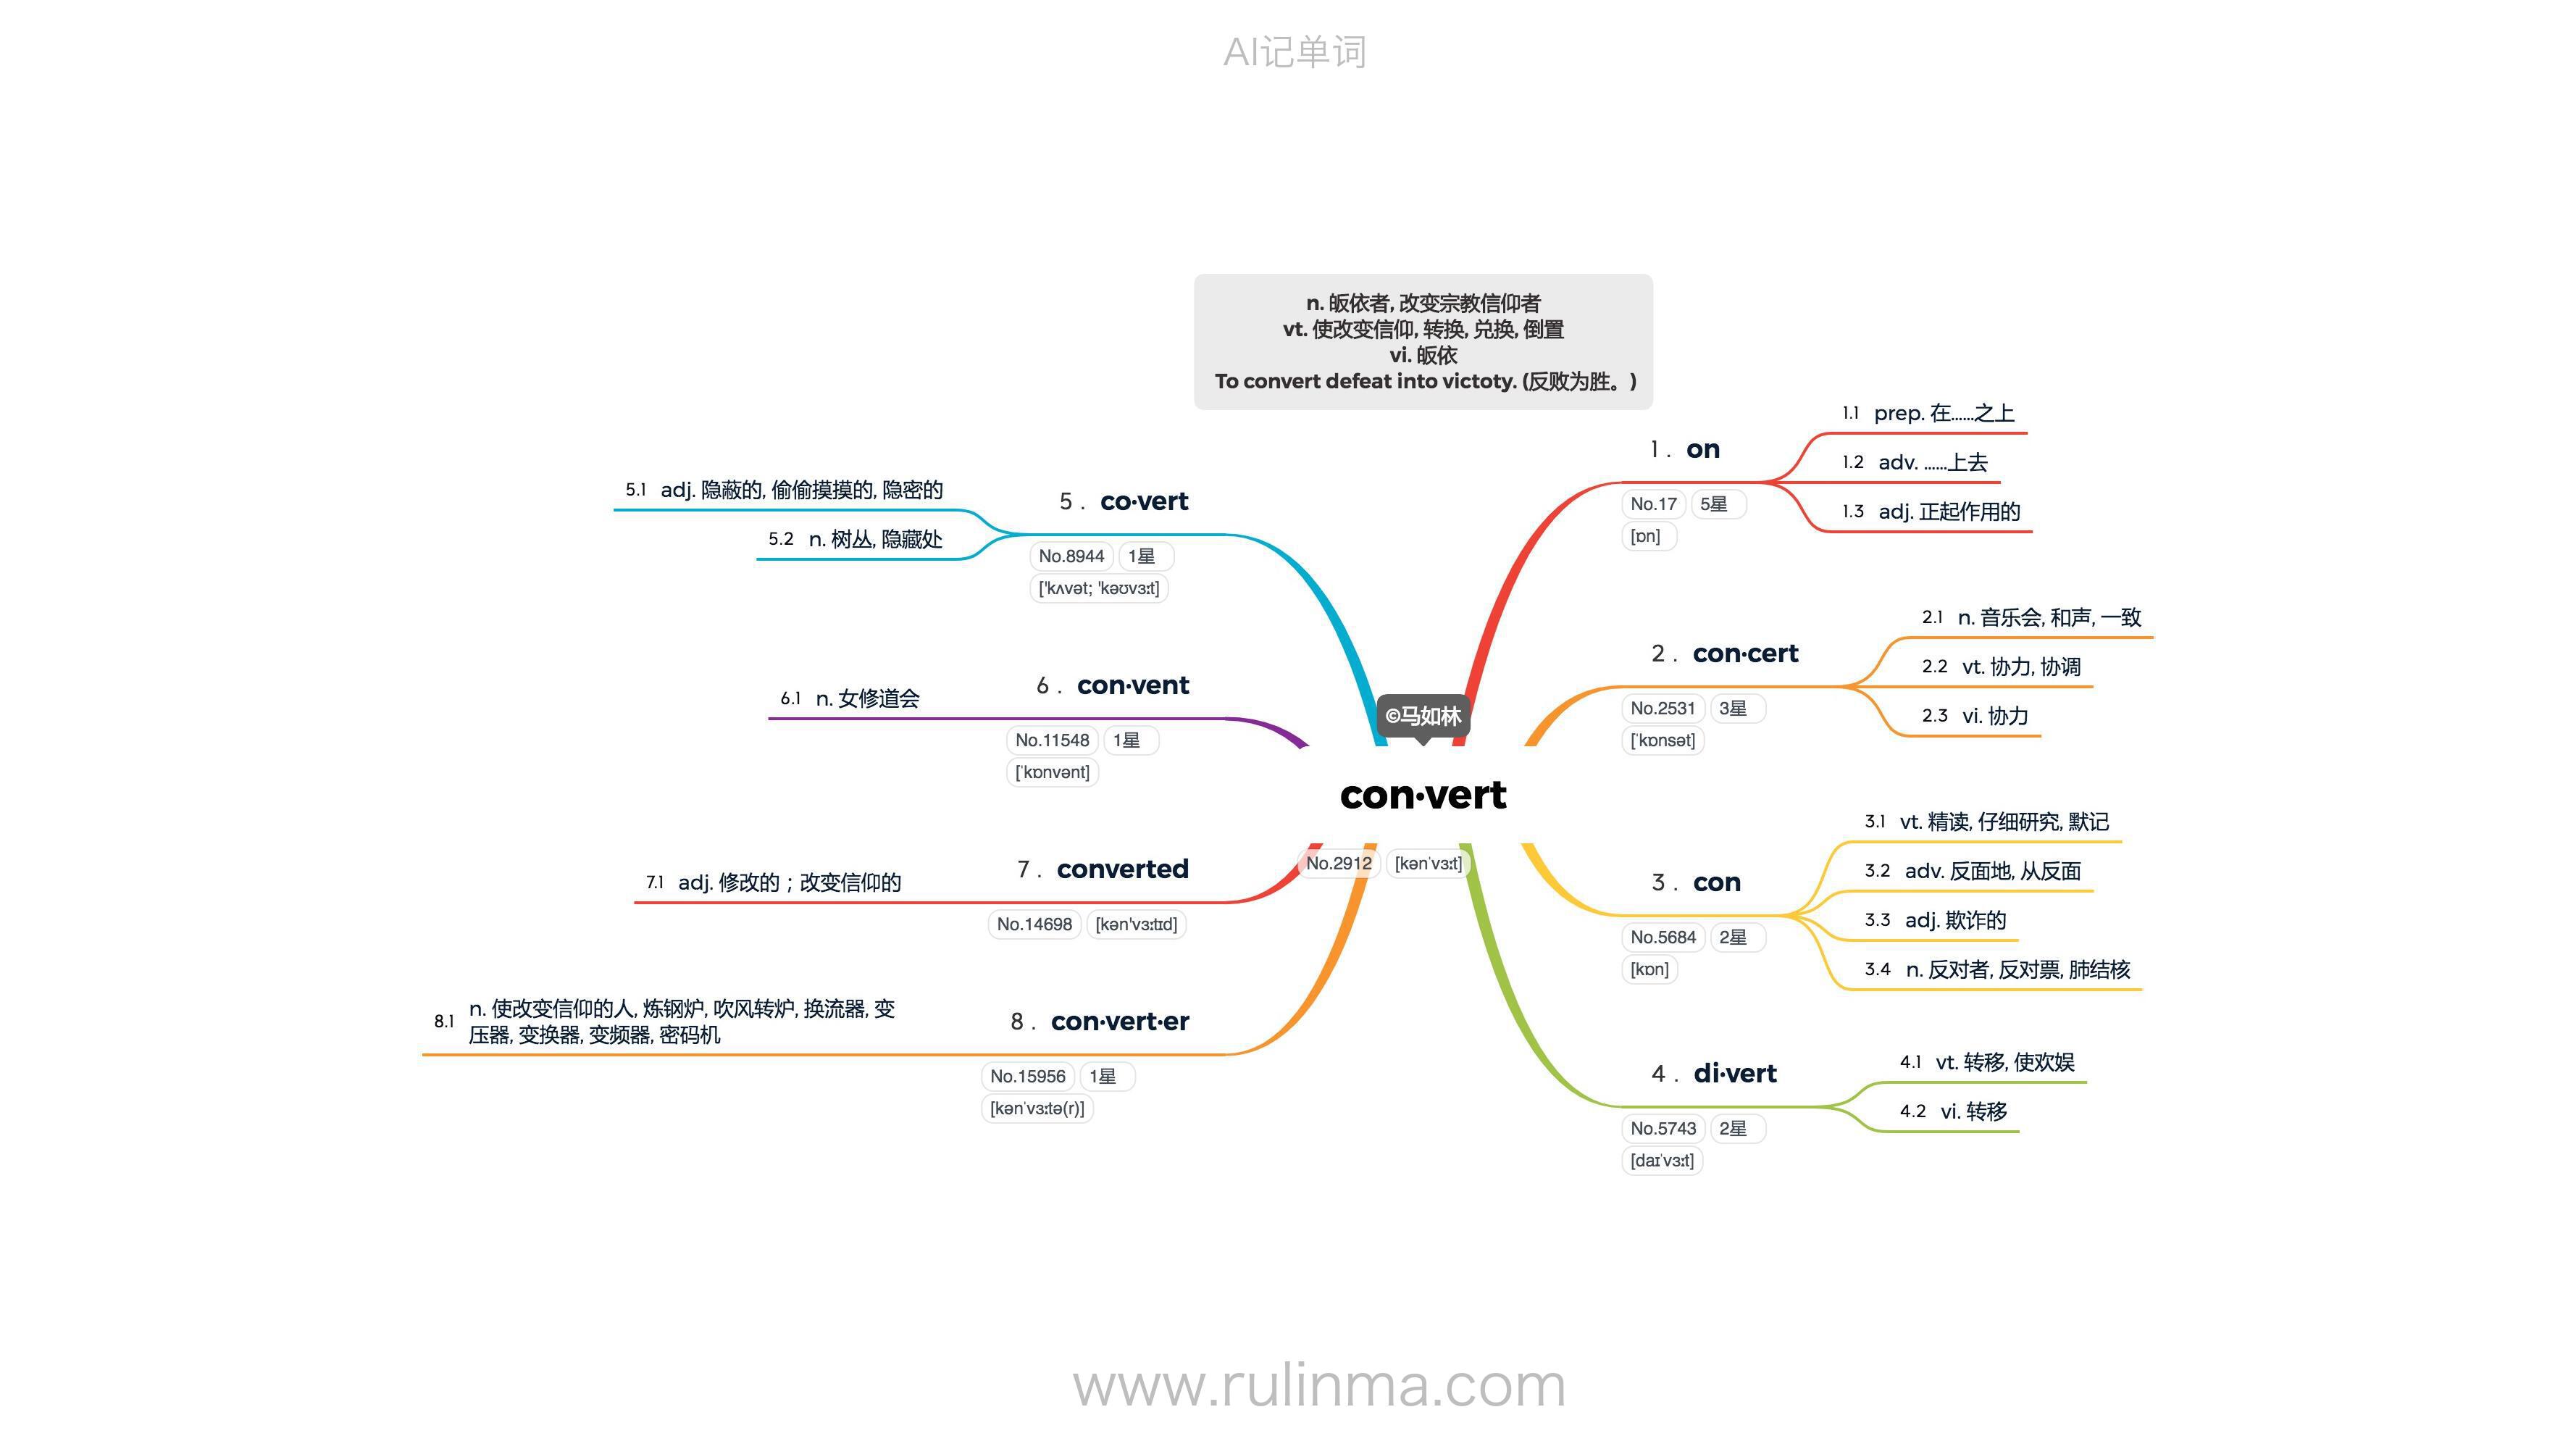 AI记单词
n. 皈依者, 改变宗教信仰者
vt. 使改变信仰, 转换, 兑换, 倒置
vi. 皈依
To convert defeat into victoty. (反败为胜。)
©马如林
con·vert
No.2912 [kənˈvɜːt]
1. on
No.17 5星
[ɒn]
1.1 prep. 在......之上
1.2 adv. ......上去
1.3 adj. 正起作用的
2. con·cert
No.2531 3星
[ˈkɒnsət]
2.1 n. 音乐会, 和声, 一致
2.2 vt. 协力, 协调
2.3 vi. 协力
3. con
No.5684 2星
[kɒn]
3.1 vt. 精读, 仔细研究, 默记
3.2 adv. 反面地, 从反面
3.3 adj. 欺诈的
3.4 n. 反对者, 反对票, 肺结核
4. di·vert
No.5743 2星
[daɪˈvɜːt]
4.1 vt. 转移, 使欢娱
4.2 vi. 转移
5. co·vert
No.8944 1星
['kʌvət; 'kəʊvɜːt]
5.1 adj. 隐蔽的, 偷偷摸摸的, 隐密的
5.2 n. 树丛, 隐藏处
6. con·vent
No.11548 1星
[ˈkɒnvənt]
6.1 n. 女修道会
7. converted
No.14698 [kən'vɜːtɪd]
7.1 adj. 修改的；改变信仰的
8. con·vert·er
No.15956 1星
[kənˈvɜːtə(r)]
8.1 n. 使改变信仰的人, 炼钢炉, 吹风转炉, 换流器, 变
压器, 变换器, 变频器, 密码机
www.rulinma.com